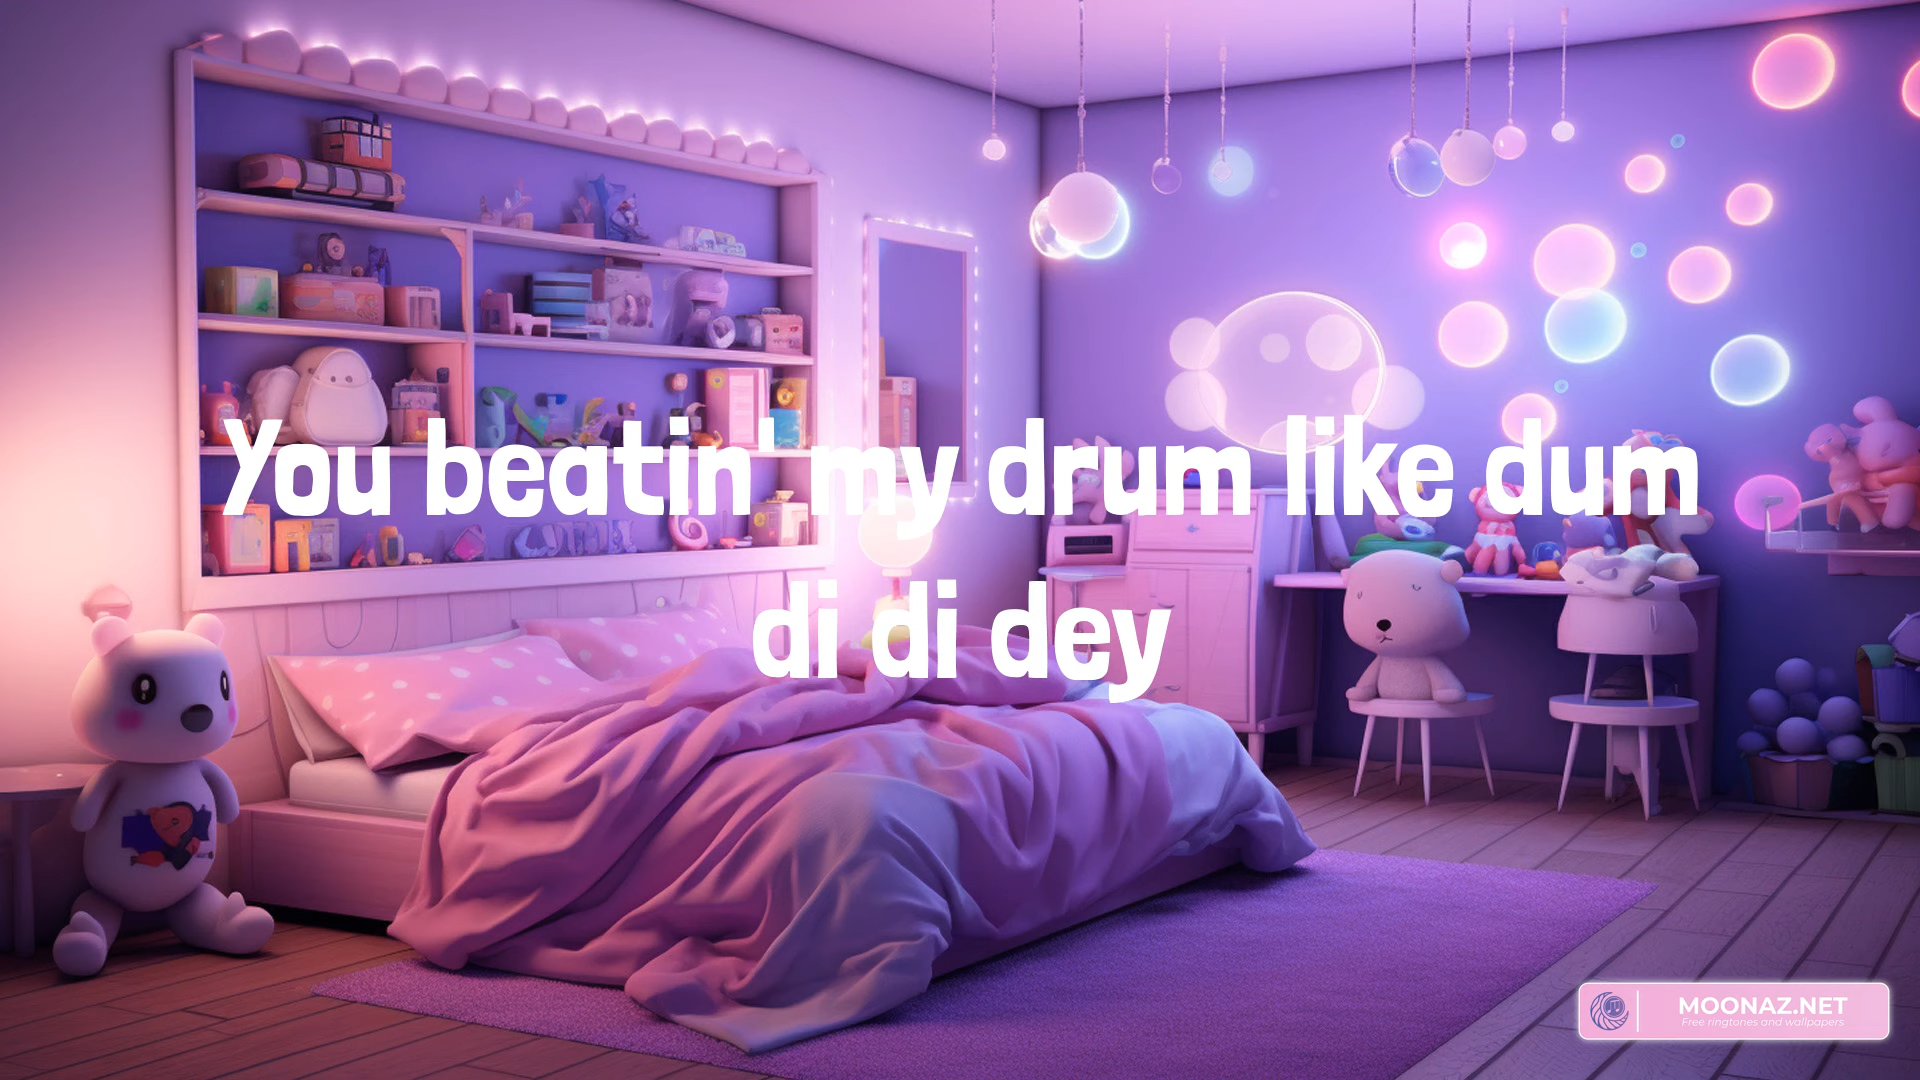 You beatin' my drum like dum
di di dey
MOONAZ.NET
Free ringtones and wallpapers